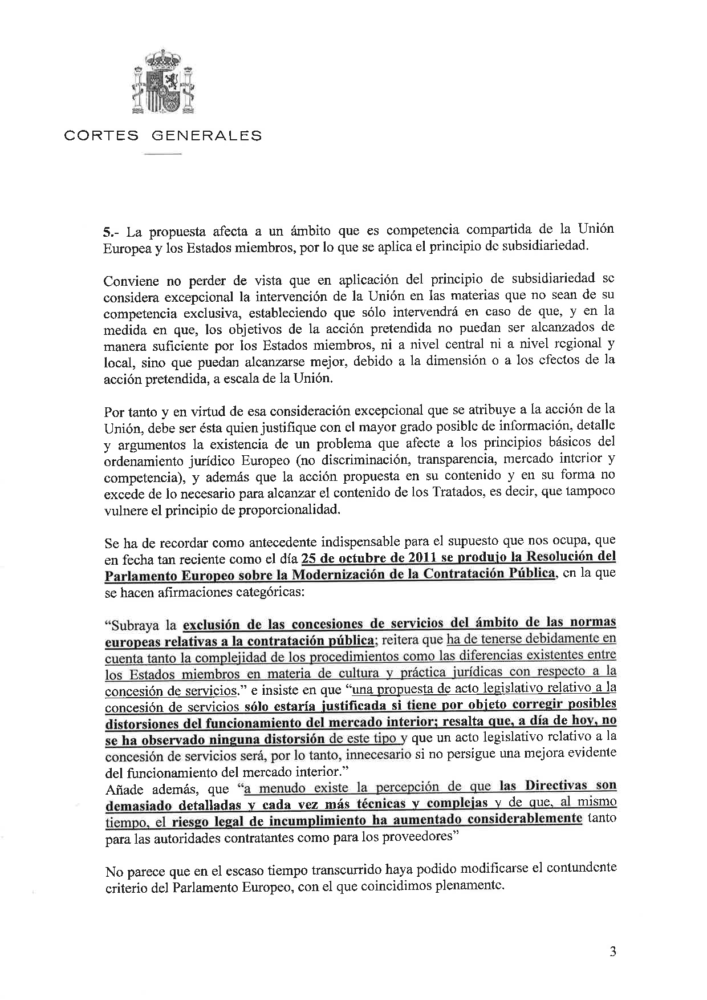 CORTES GENERALES
5.- La propuesta afecta a un ámbito que es competencia compartida de la Unión
Europea y los Estados miembros, por lo que se aplica el principio de subsidiariedad.
Conviene no perder de vista que en aplicación del principio de subsidiariedad se
considera excepcional la intervención de la Unión en las materias que no sean de su
competencia exclusiva, estableciendo que sólo intervendrá en caso de que, y en la
medida en que, los objetivos de la acción pretendida no puedan ser alcanzados de
manera suficiente por los Estados miembros, ni a nivel central ni a nivel regional y
local, sino que puedan alcanzarse mejor, debido a la dimensión o a los efectos de la
acción pretendida, a escala de la Unión.
Por tanto y en virtud de esa consideración excepcional que se atribuye a la acción de la
Unión, debe ser ésta quien justifique con el mayor grado posible de información, detalle
y argumentos la existencia de un problema que afecte a los principios básicos del
ordenamiento jurídico Europeo (no discriminación, transparencia, mercado interior y
competencia), y además que la acción propuesta en su contenido y en su forma no
excede de lo necesario para alcanzar el contenido de los Tratados, es decir, que tampoco
vulnere el principio de proporcionalidad.
Se ha de recordar como antecedente indispensable para el supuesto que nos ocupa, que
en fecha tan reciente como el día 25 de octubre de 2011 se produjo la Resolución del
Parlamento Europeo sobre la Modernización de la Contratación Pública, en la que
se hacen afirmaciones categóricas:
“Subraya la exclusión de las concesiones de servicios del ámbito de las normas
europeas relativas a la contratación pública; reitera que ha de tenerse debidamente en
cuenta tanto la complejidad de los procedimientos como las diferencias existentes entre
los Estados miembros en materia de cultura y práctica jurídicas con respecto a la
concesión de servicios.” e insiste en que “una propuesta de acto legislativo relativo a la
concesión de servicios sólo estaría justificada si tiene por objeto corregir posibles
distorsiones del funcionamiento del mercado interior; resalta que, a día de hoy, no
se ha observado ninguna distorsión de este tipo y que un acto legislativo relativo a la
concesión de servicios será, por lo tanto, innecesario si no persigue una mejora evidente
del funcionamiento del mercado interior.”
Añade además, que “a menudo existe la percepción de que las Directivas son
demasiado detalladas y cada vez más técnicas y complejas y de que, al mismo
tiempo, el riesgo legal de incumplimiento ha aumentado considerablemente tanto
para las autoridades contratantes como para los proveedores”
No parece que en el escaso tiempo transcurrido haya podido modificarse el contundente
criterio del Parlamento Europeo, con el que coincidimos plenamente.
3